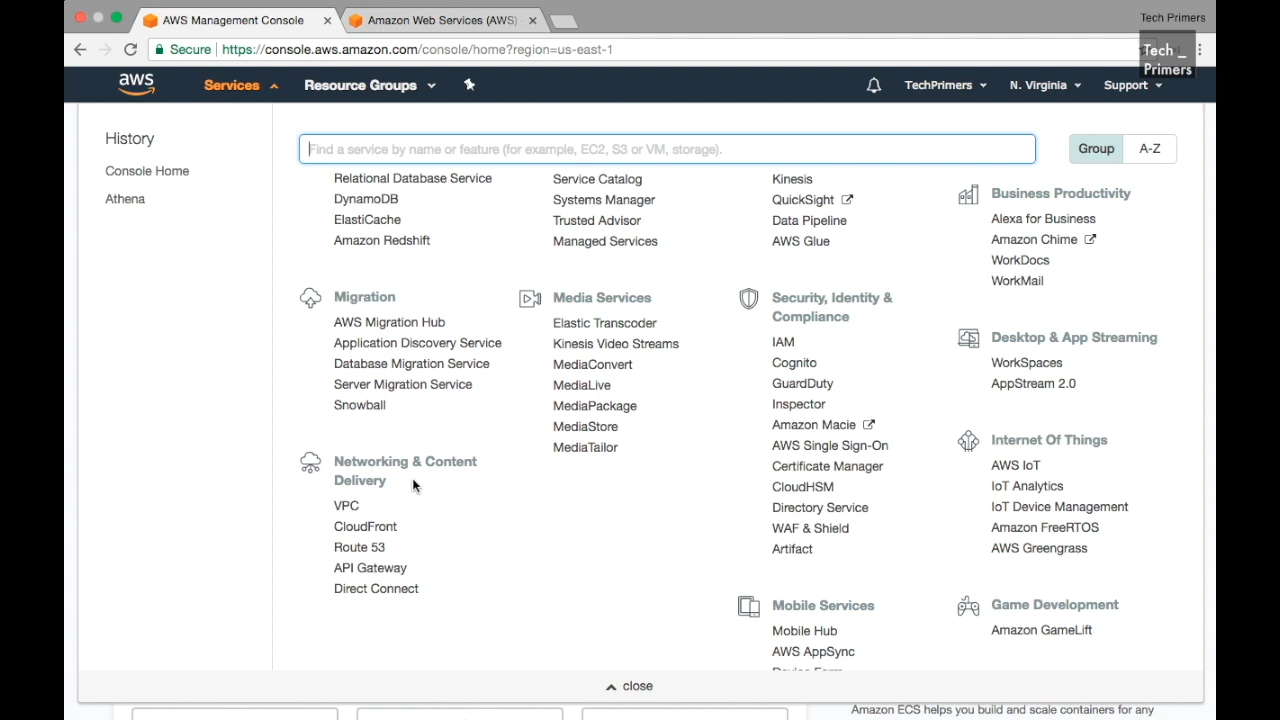 AWS Management Console
Amazon Web Services (AWS)
Tech Primers
Secure
https://console.aws.amazon.com/console/home?region=us-east-1
Tech _
Primers
aws
Services
Resource Groups
TechPrimers
N. Virginia
Support
History
Console Home
Athena
Find a service by name or feature (for example, EC2, S3 or VM, storage).
Group
A-Z
Relational Database Service
DynamoDB
ElastiCache
Amazon Redshift
Migration
AWS Migration Hub
Application Discovery Service
Database Migration Service
Server Migration Service
Snowball
Networking & Content
Delivery
VPC
CloudFront
Route 53
API Gateway
Direct Connect
Service Catalog
Systems Manager
Trusted Advisor
Managed Services
Media Services
Elastic Transcoder
Kinesis Video Streams
MediaConvert
MediaLive
MediaPackage
MediaStore
MediaTailor
Kinesis
QuickSight
Data Pipeline
AWS Glue
Security, Identity &
Compliance
IAM
Cognito
GuardDuty
Inspector
Amazon Macie
AWS Single Sign-On
Certificate Manager
CloudHSM
Directory Service
WAF & Shield
Artifact
Mobile Services
Mobile Hub
AWS AppSync
Business Productivity
Alexa for Business
Amazon Chime
WorkDocs
WorkMail
Desktop & App Streaming
WorkSpaces
AppStream 2.0
Internet Of Things
AWS IoT
IoT Analytics
IoT Device Management
Amazon FreeRTOS
AWS Greengrass
Game Development
Amazon GameLift
close
Amazon ECS helps you build and scale containers for any